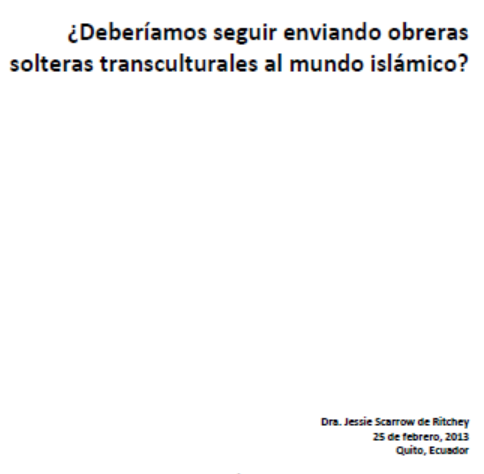 ¿Deberíamos seguir enviando obreras
solteras transculturales al mundo islámico?
Dra. Jessie Scarrow de Ritchey
25 de febrero, 2013
Quito, Ecuador